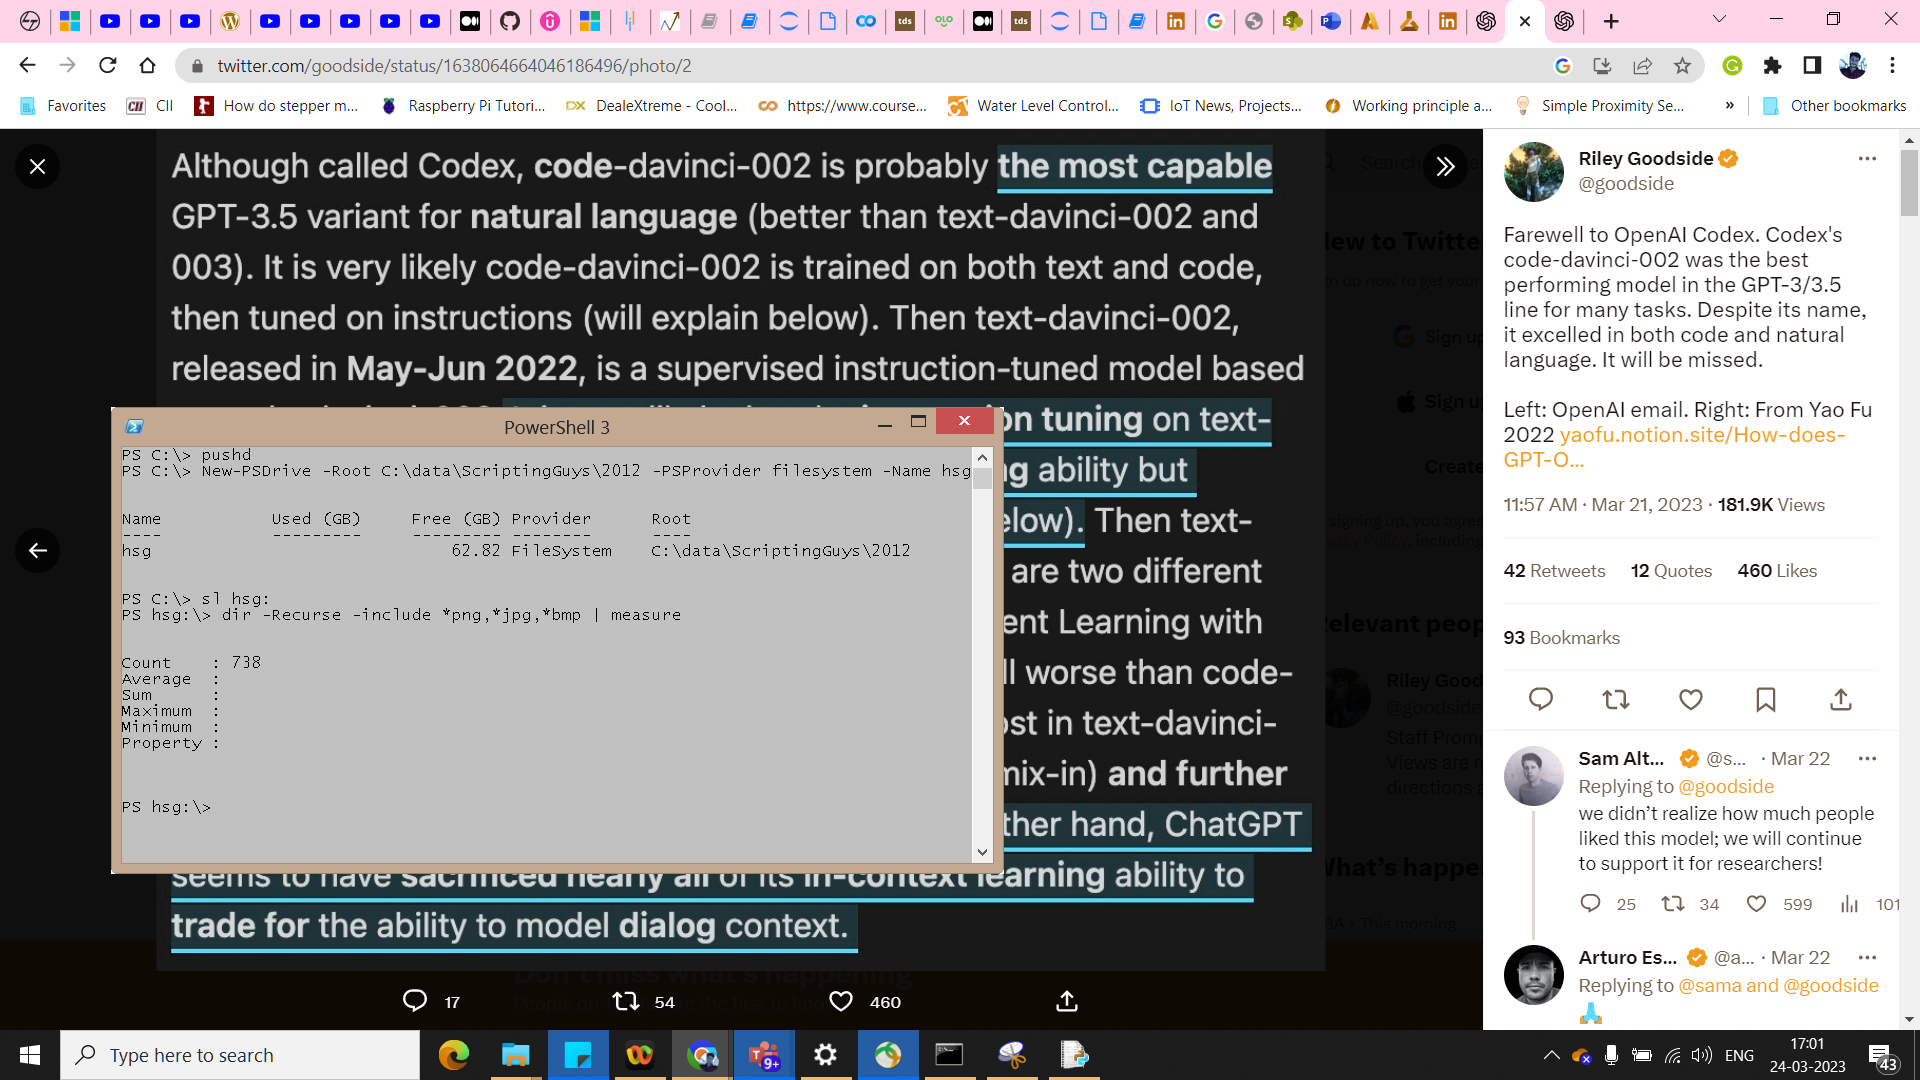 twitter.com/goodside/status/1638064664046186496/photo/2
Favorites
CII
How do stepper m...
Raspberry Pi Tutori...
DealeXtreme - Cool...
https://www.course...
Water Level Control...
IoT News, Projects...
Working principle a...
Simple Proximity Se...
»
Other bookmarks
Although called Codex, code-davinci-002 is probably the most capable
GPT-3.5 variant for natural language (better than text-davinci-002 and
003). It is very likely code-davinci-002 is trained on both text and code,
then tuned on instructions (will explain below). Then text-davinci-002,
released in May-Jun 2022, is a supervised instruction-tuned model based
on tuning on text-
ability but
Then text-
are two different
ent Learning with
worse than code-
in text-davinci-
mix-in) and further
ther hand, ChatGPT
seems to have sacrificed nearly all of its in-context learning ability to
trade for the ability to model dialog context.
PowerShell 3
PS C:\> pushd
PS C:\> New-PSDrive -Root C:\data\ScriptingGuys\2012 -PSProvider filesystem -Name hsg
Name Used (GB) Free (GB) Provider Root
---- --------- --------- -------- ----
hsg 62.82 FileSystem C:\data\ScriptingGuys\2012
PS C:\> sl hsg:
PS hsg:\> dir -Recurse -include *png,*jpg,*bmp | measure
Count : 738
Average :
Sum :
Maximum :
Minimum :
Property :
PS hsg:\>
17
54
460
Riley Goodside
@goodside
Farewell to OpenAI Codex. Codex's
code-davinci-002 was the best
performing model in the GPT-3/3.5
line for many tasks. Despite its name,
it excelled in both code and natural
language. It will be missed.
Left: OpenAI email. Right: From Yao Fu
2022 yaofu.notion.site/How-does-
GPT-O...
11:57 AM · Mar 21, 2023 · 181.9K Views
42 Retweets 12 Quotes 460 Likes
93 Bookmarks
Sam Alt... @s... · Mar 22
Replying to @goodside
we didn’t realize how much people
liked this model; we will continue
to support it for researchers!
25 34 599 101
Arturo Es... @a... · Mar 22
Replying to @sama and @goodside
Type here to search
9+
ENG
17:01
24-03-2023
43